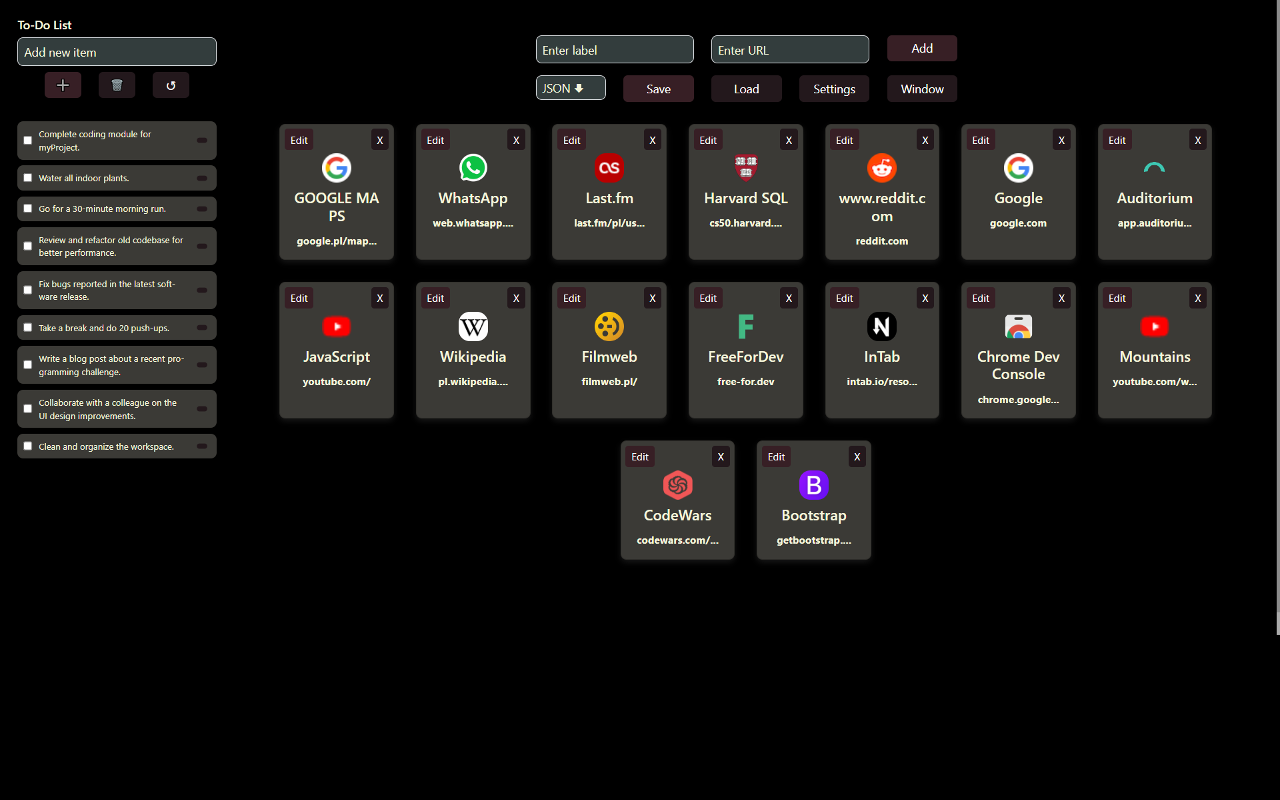 To-Do List
Add new item
Enter label
Enter URL
Add
JSON
Save
Load
Settings
Window
Complete coding module for
myProject.
Water all indoor plants.
Go for a 30-minute morning run.
Review and refactor old codebase for
better performance.
Fix bugs reported in the latest soft-
ware release.
Take a break and do 20 push-ups.
Write a blog post about a recent pro-
gramming challenge.
Collaborate with a colleague on the
UI design improvements.
Clean and organize the workspace.
Edit X
GOOGLE MA
PS
google.pl/map...
Edit X
WhatsApp
web.whatsapp....
Edit X
Last.fm
last.fm/pl/us...
Edit X
Harvard SQL
cs50.harvard....
Edit X
www.reddit.c
om
reddit.com
Edit X
Google
google.com
Edit X
Auditorium
app.auditoriu...
Edit X
JavaScript
youtube.com/
Edit X
W
Wikipedia
pl.wikipedia....
Edit X
Filmweb
filmweb.pl/
Edit X
F
FreeForDev
free-for.dev
Edit X
N
InTab
intab.io/reso...
Edit X
Chrome Dev
Console
chrome.google...
Edit X
Mountains
youtube.com/w...
Edit X
CodeWars
codewars.com/...
Edit X
B
Bootstrap
getbootstrap....